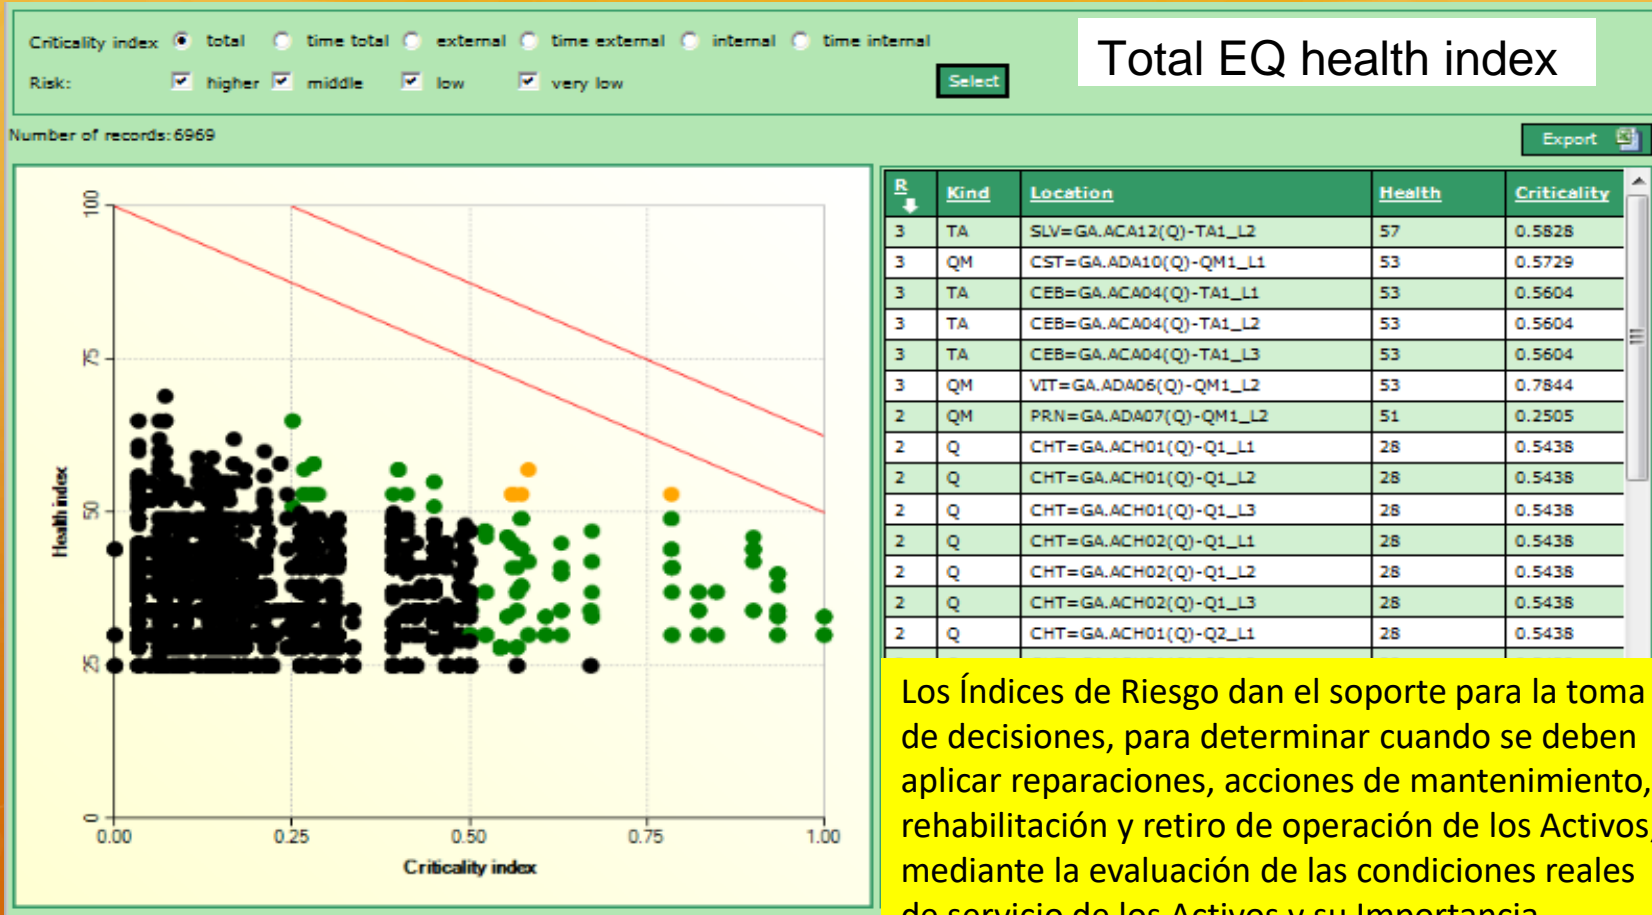 Criticality index total time total external time external internal time internal
Total EQ health index
Risk: higher middle low very low
Select
Number of records:6969
Export
100
75
50
25
0
Health index
0.00 0.25 0.50 0.75 1.00
Criticality index
R Kind Location Health Criticality
3 TA SLV=GA.ACA12(Q)-TA1_L2 57 0.5828
3 QM CST=GA.ADA10(Q)-QM1_L1 53 0.5729
3 TA CEB=GA.ACA04(Q)-TA1_L1 53 0.5604
3 TA CEB=GA.ACA04(Q)-TA1_L2 53 0.5604
3 TA CEB=GA.ACA04(Q)-TA1_L3 53 0.5604
3 QM VIT=GA.ADA06(Q)-QM1_L2 53 0.7844
2 QM PRN=GA.ADA07(Q)-QM1_L2 51 0.2505
2 Q CHT=GA.ACH01(Q)-Q1_L1 28 0.5438
2 Q CHT=GA.ACH01(Q)-Q1_L2 28 0.5438
2 Q CHT=GA.ACH01(Q)-Q1_L3 28 0.5438
2 Q CHT=GA.ACH02(Q)-Q1_L1 28 0.5438
2 Q CHT=GA.ACH02(Q)-Q1_L2 28 0.5438
2 Q CHT=GA.ACH02(Q)-Q1_L3 28 0.5438
2 Q CHT=GA.ACH01(Q)-Q2_L1 28 0.5438
Los Índices de Riesgo dan el soporte para la toma
de decisiones, para determinar cuando se deben
aplicar reparaciones, acciones de mantenimiento,
rehabilitación y retiro de operación de los Activos,
mediante la evaluación de las condiciones reales
de servicio de los Activos y su Importancia